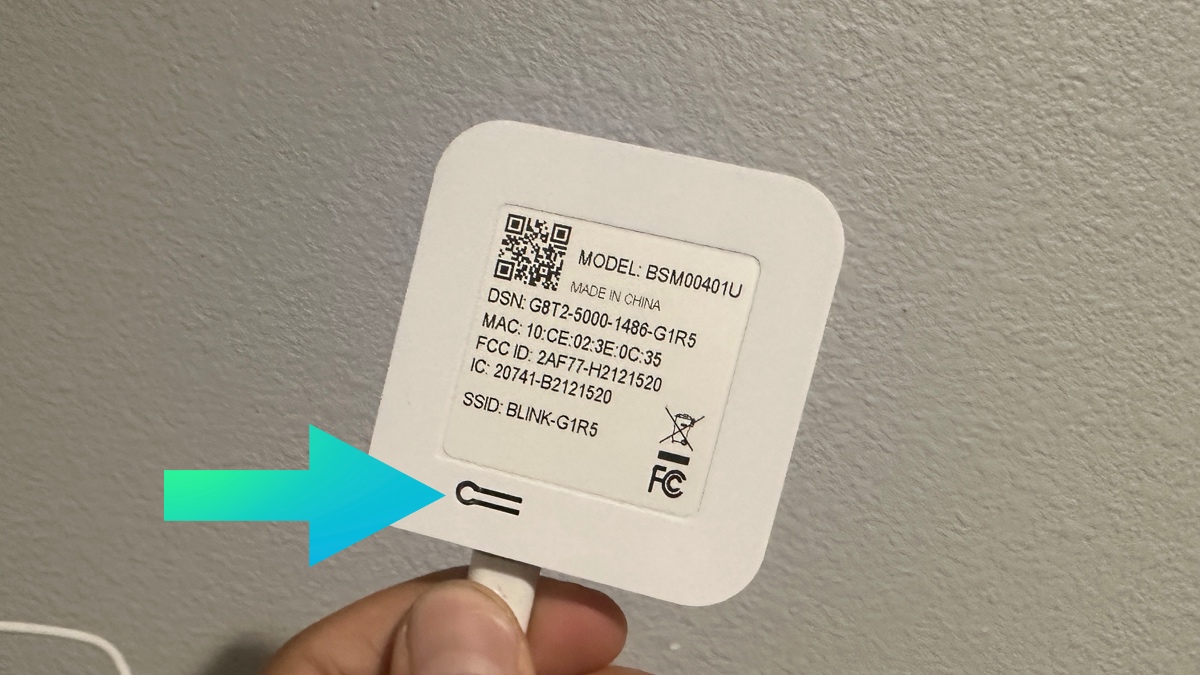 MODEL: BSM00401U
MADE IN CHINA
DSN: G8T2-5000-1486-G1R5
MAC: 10:CE:02:3E:0C:35
FCC ID: 2AF77-H2121520
IC: 20741-B2121520
SSID: BLINK-G1R5
FC